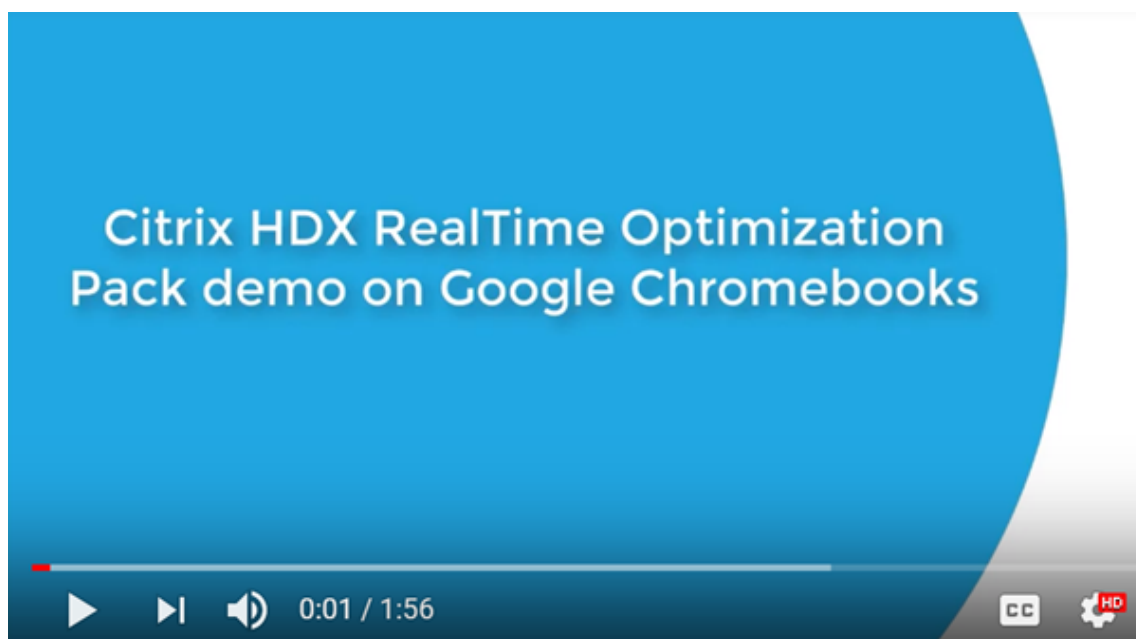 Citrix HDX RealTime Optimization
Pack demo on Google Chromebooks
0:01 / 1:56
CC
HD